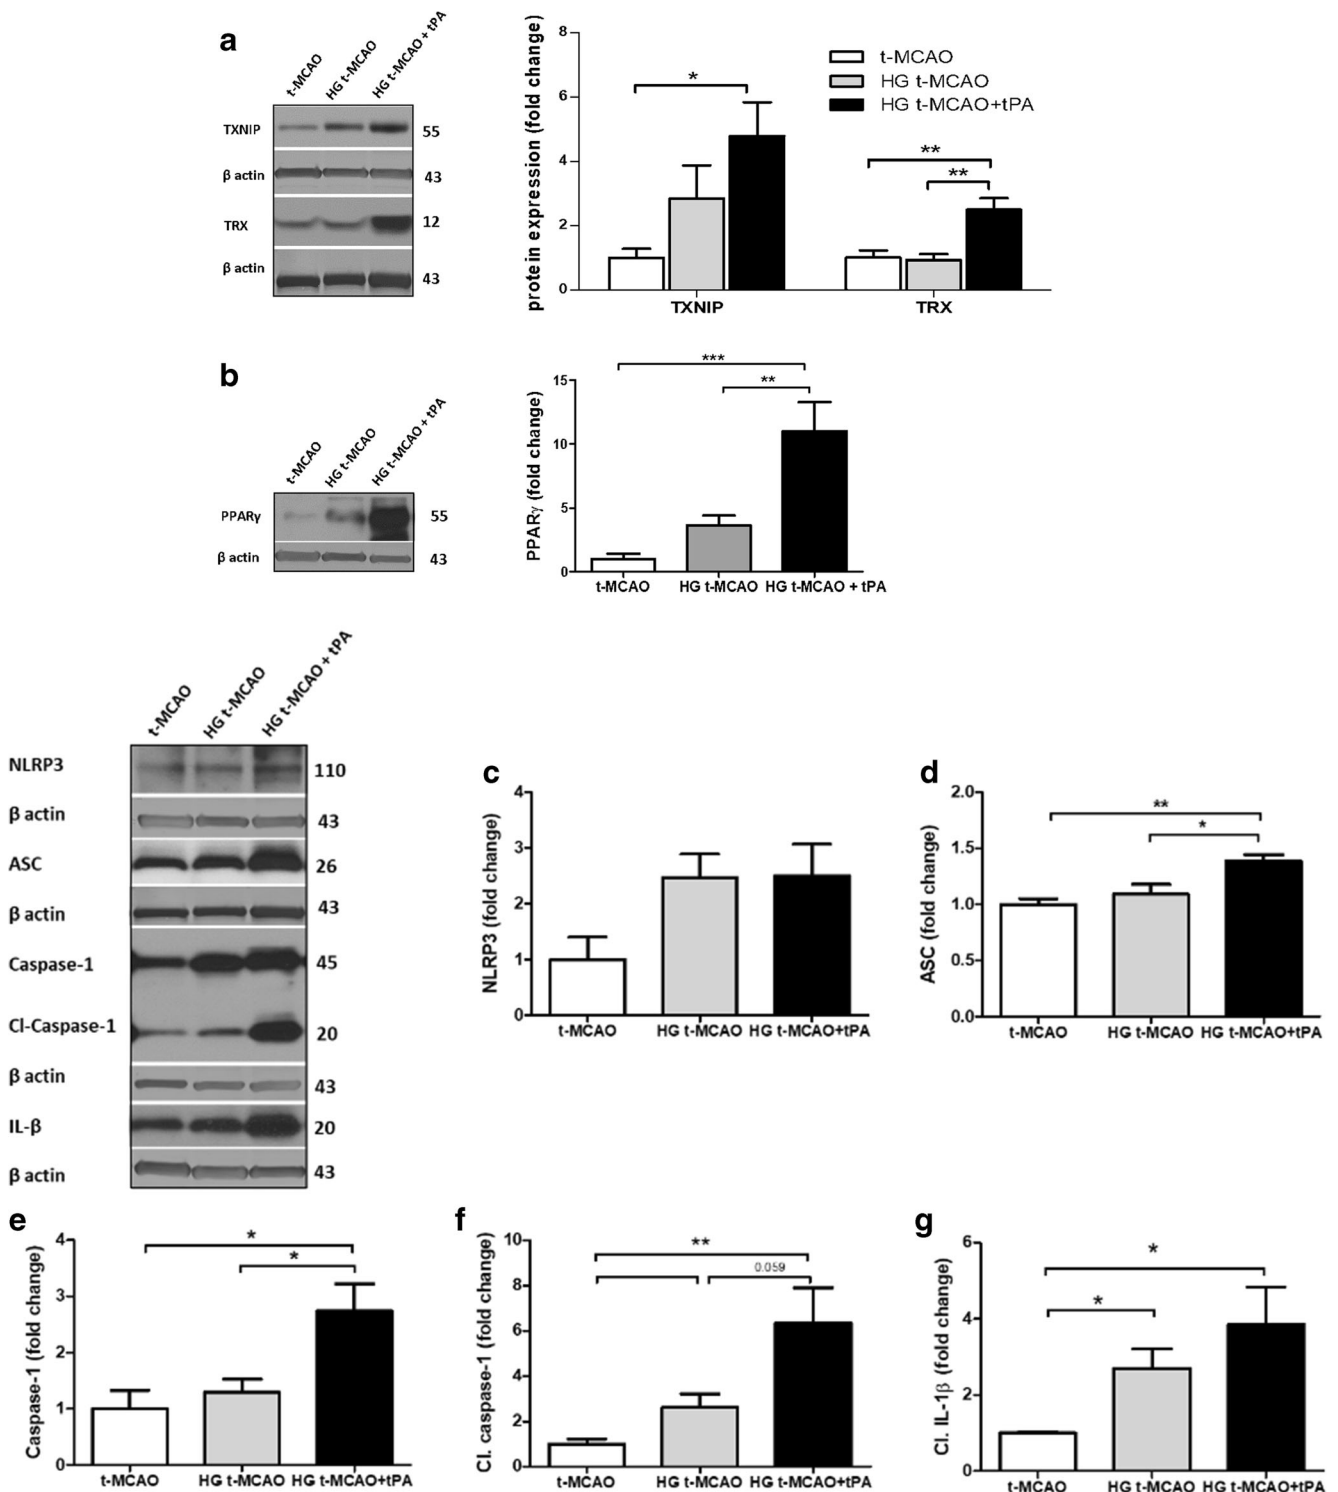 a
t-MCAO
HG t-MCAO
HG t-MCAO + tPA
TXNIP 55
β actin 43
TRX 12
β actin 43
protein expression (fold change)
8
6
4
2
0
*
**
**
t-MCAO
HG t-MCAO
HG t-MCAO+tPA
TXNIP TRX
b
t-MCAO
HG t-MCAO
HG t-MCAO + tPA
PPARγ 55
β actin 43
PPARγ (fold change)
15
10
5
0
***
**
t-MCAO HG t-MCAO HG t-MCAO + tPA
t-MCAO
HG t-MCAO
HG t-MCAO + tPA
NLRP3 110
β actin 43
ASC 26
β actin 43
Caspase-1 45
Cl-Caspase-1 20
β actin 43
IL-β 20
β actin 43
c
NLRP3 (fold change)
4
3
2
1
0
t-MCAO HG t-MCAO HG t-MCAO+tPA
d
ASC (fold change)
2.0
1.5
1.0
0.5
0.0
**
*
t-MCAO HG t-MCAO HG t-MCAO+tPA
e
Caspase-1 (fold change)
4
3
2
1
0
*
*
t-MCAO HG t-MCAO HG t-MCAO+tPA
f
Cl. caspase-1 (fold change)
10
8
6
4
2
0
**
0.059
t-MCAO HG t-MCAO HG t-MCAO+tPA
g
Cl. IL-1β (fold change)
6
4
2
0
*
*
t-MCAO HG t-MCAO HG t-MCAO+tPA